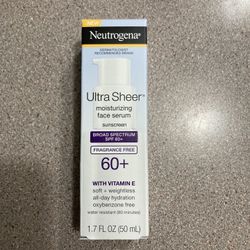 NEW
Neutrogena®
DERMATOLOGIST
RECOMMENDED BRAND
Ultra Sheer™
moisturizing
face serum
sunscreen
BROAD SPECTRUM
SPF 60+
FRAGRANCE FREE
60+
WITH VITAMIN E
soft + weightless
all-day hydration
oxybenzone free
water resistant (80 minutes)
1.7 FL OZ (50 mL)